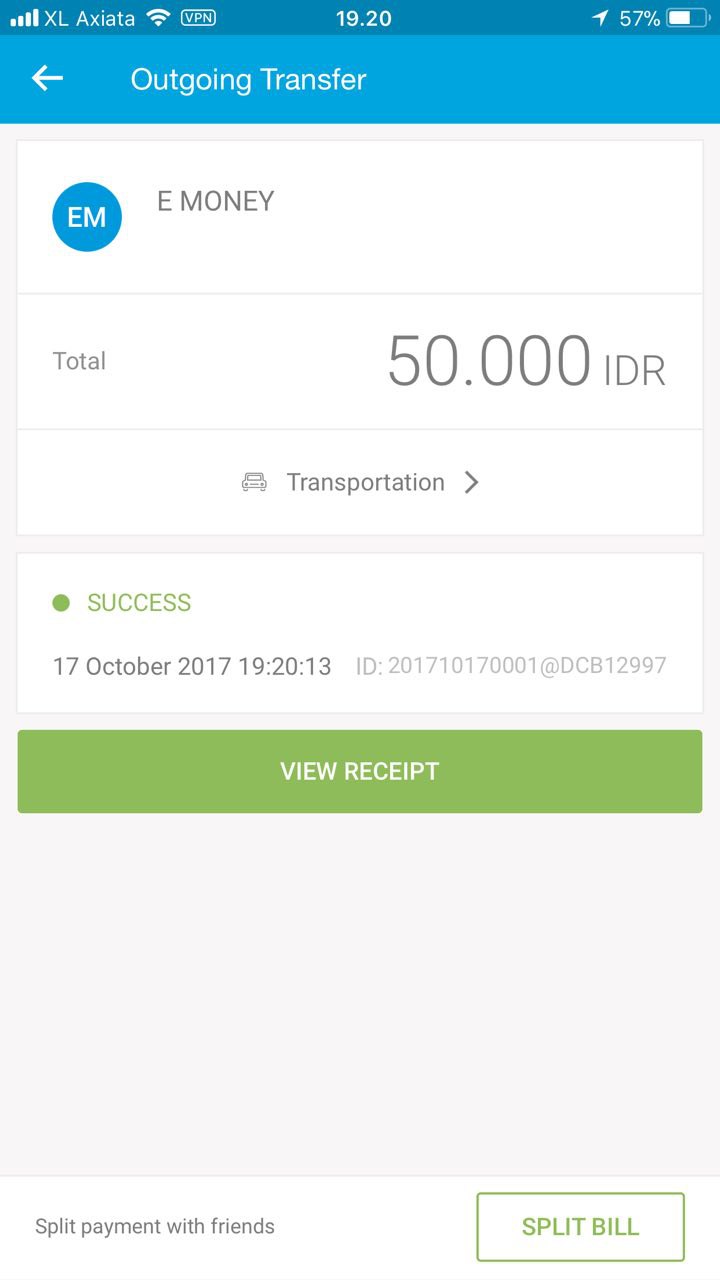 XL Axiata VPN 19.20 57%
Outgoing Transfer
EM E MONEY
Total 50.000 IDR
Transportation
SUCCESS
17 October 2017 19:20:13 ID: 201710170001@DCB12997
VIEW RECEIPT
Split payment with friends SPLIT BILL